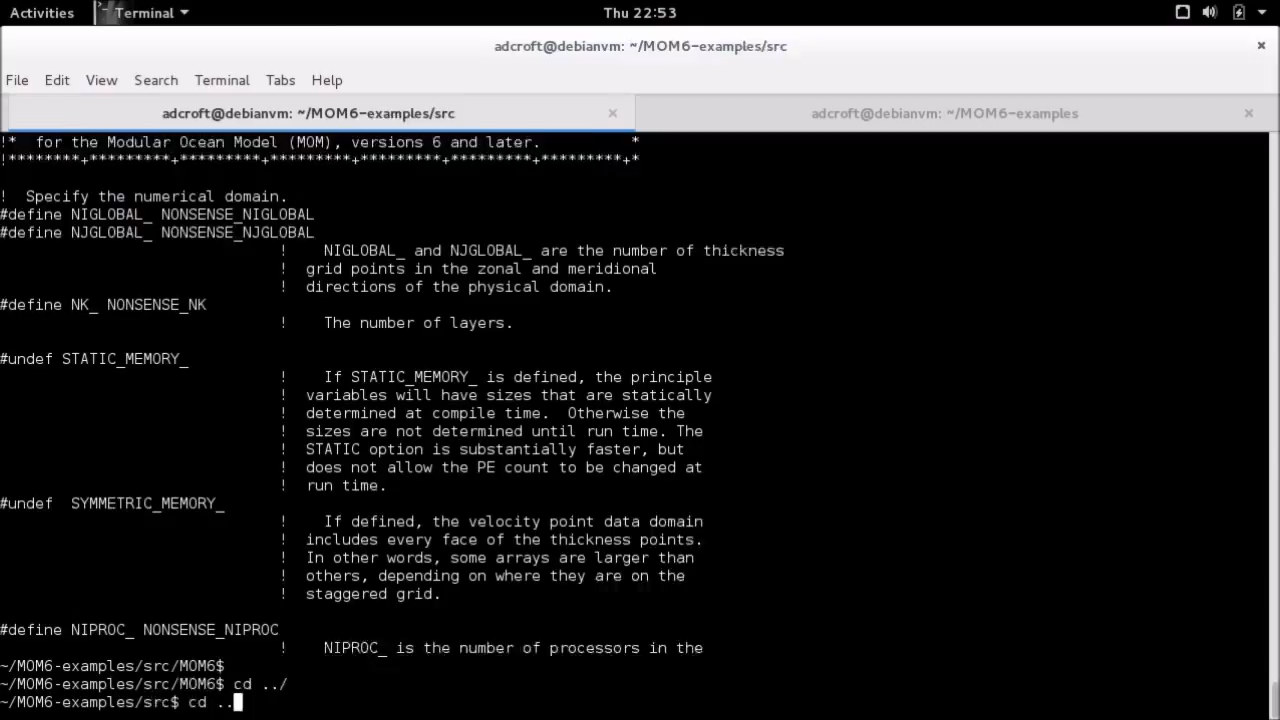 Activities Terminal Thu 22:53
adcroft@debianvm: ~/MOM6-examples/src
File Edit View Search Terminal Tabs Help
adcroft@debianvm: ~/MOM6-examples/src adcroft@debianvm: ~/MOM6-examples
!*  for the Modular Ocean Model (MOM), versions 6 and later.          *
!********+*********+*********+*********+*********+*********+*********+*
!  Specify the numerical domain.
#define NIGLOBAL_ NONSENSE_NIGLOBAL
#define NJGLOBAL_ NONSENSE_NJGLOBAL
!    NIGLOBAL_ and NJGLOBAL_ are the number of thickness
!  grid points in the zonal and meridional
!  directions of the physical domain.
#define NK_ NONSENSE_NK
!    The number of layers.
#undef STATIC_MEMORY_
!    If STATIC_MEMORY_ is defined, the principle
!  variables will have sizes that are statically
!  determined at compile time.  Otherwise the
!  sizes are not determined until run time. The
!  STATIC option is substantially faster, but
!  does not allow the PE count to be changed at
!  run time.
#undef  SYMMETRIC_MEMORY_
!    If defined, the velocity point data domain
!  includes every face of the thickness points.
!  In other words, some arrays are larger than
!  others, depending on where they are on the
!  staggered grid.
#define NIPROC_ NONSENSE_NIPROC
!    NIPROC_ is the number of processors in the
~/MOM6-examples/src/MOM6$
~/MOM6-examples/src/MOM6$ cd ../
~/MOM6-examples/src$ cd ..